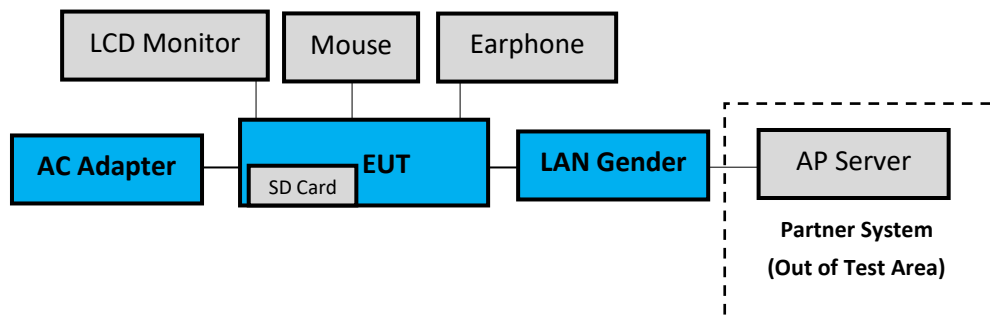 LCD Monitor
Mouse
Earphone
AC Adapter
EUT
SD Card
LAN Gender
AP Server
Partner System
(Out of Test Area)